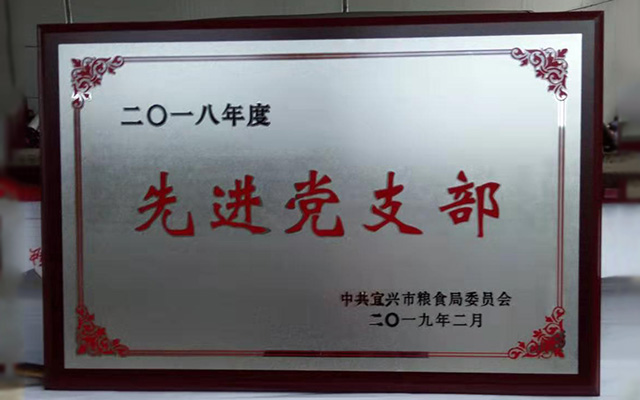 二〇一八年度
先进党支部
中共宜兴市粮食局委员会
二〇一九年二月